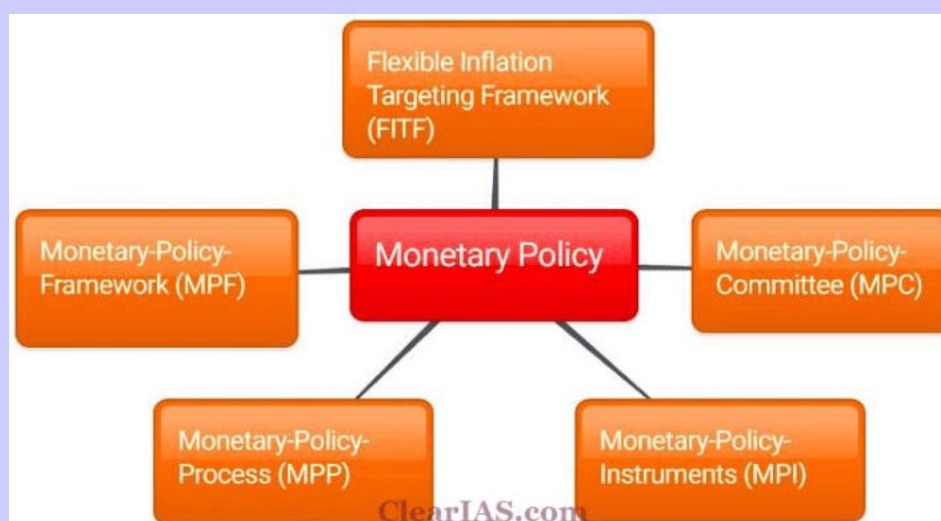 Flexible Inflation
Targeting Framework
(FITF)
Monetary-Policy-
Framework (MPF)
Monetary Policy
Monetary-Policy-
Committee (MPC)
Monetary-Policy-
Process (MPP)
Monetary-Policy-
Instruments (MPI)
ClearIAS.com